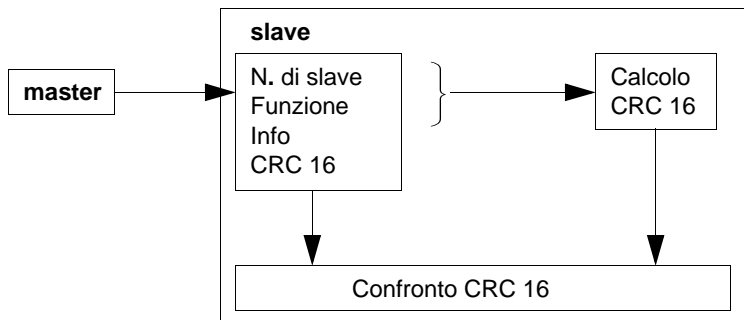 slave
master
N. di slave
Funzione
Info
CRC 16
Calcolo
CRC 16
Confronto CRC 16